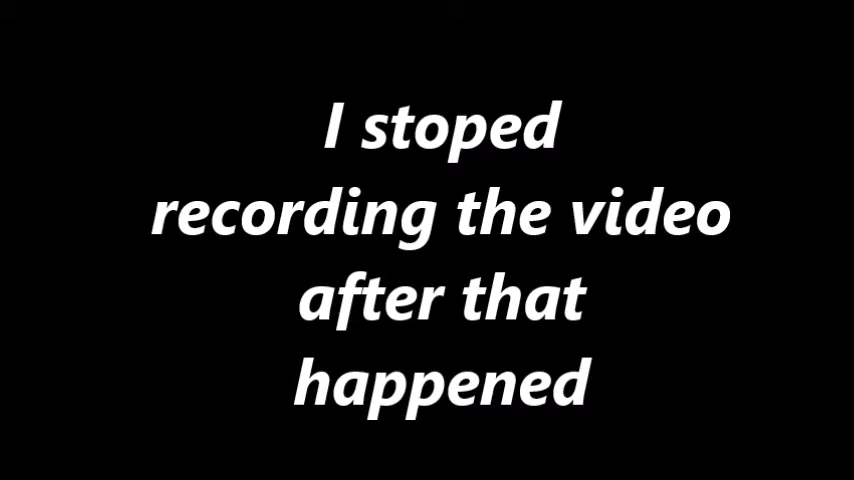 I stoped
recording the video
after that
happened